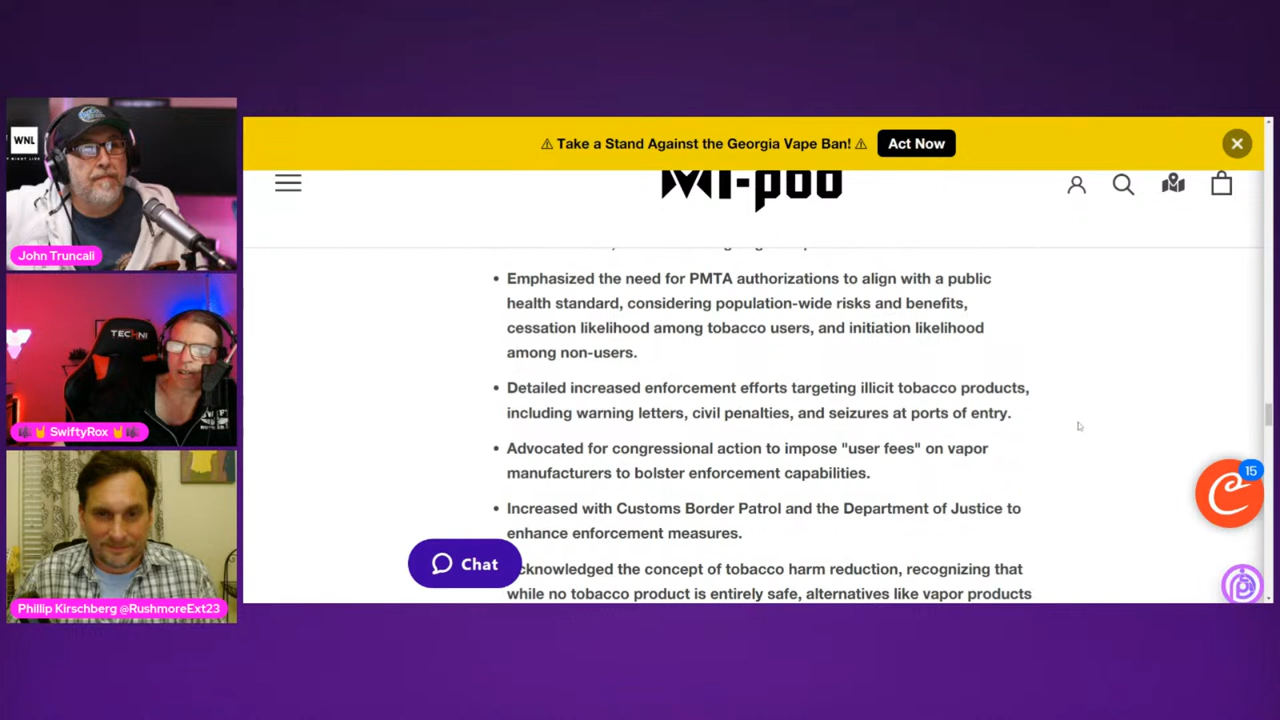 WNL
John Truncali
TECHNI
SwiftyRox
Phillip Kirschberg @RushmoreExt23
⚠ Take a Stand Against the Georgia Vape Ban! ⚠ Act Now
Mi-pod
• Emphasized the need for PMTA authorizations to align with a public
health standard, considering population-wide risks and benefits,
cessation likelihood among tobacco users, and initiation likelihood
among non-users.
• Detailed increased enforcement efforts targeting illicit tobacco products,
including warning letters, civil penalties, and seizures at ports of entry.
• Advocated for congressional action to impose "user fees" on vapor
manufacturers to bolster enforcement capabilities.
• Increased with Customs Border Patrol and the Department of Justice to
enhance enforcement measures.
cknowledged the concept of tobacco harm reduction, recognizing that
while no tobacco product is entirely safe, alternatives like vapor products
Chat
15